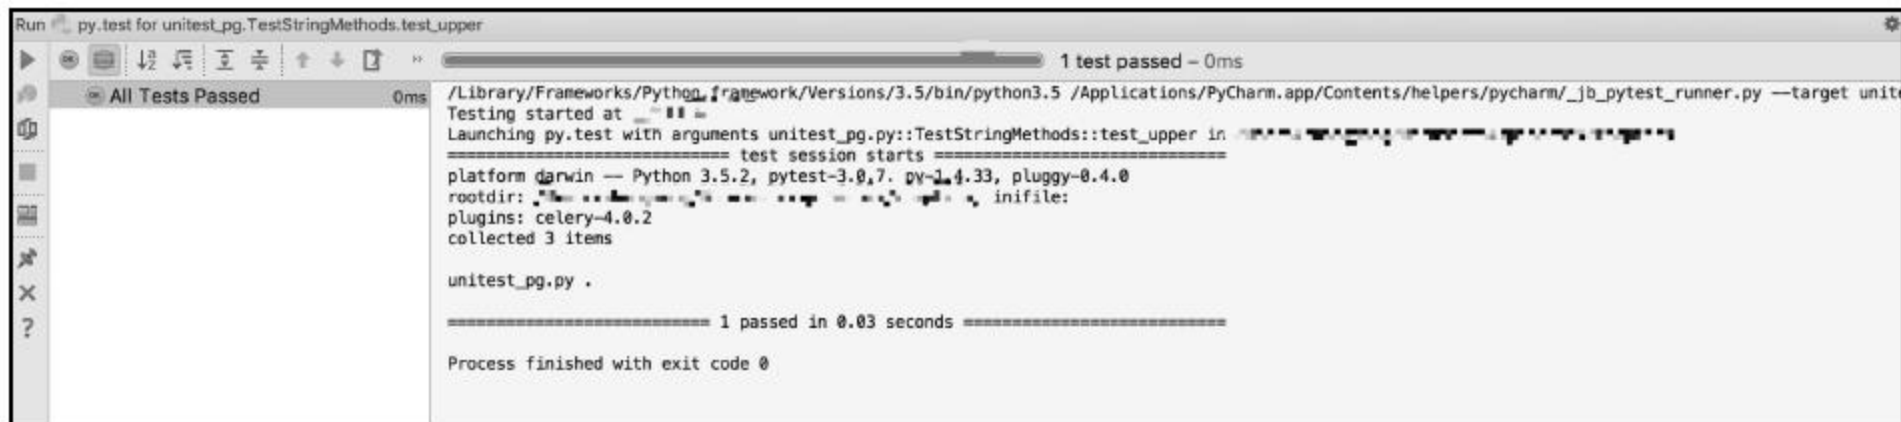 Run py.test for unitest_pg.TestStringMethods.test_upper
1 test passed – 0ms
All Tests Passed 0ms
/Library/Frameworks/Python.framework/Versions/3.5/bin/python3.5 /Applications/PyCharm.app/Contents/helpers/pycharm/_jb_pytest_runner.py --target unite
Testing started at
Launching py.test with arguments unitest_pg.py::TestStringMethods::test_upper in
============================= test session starts ==============================
platform darwin -- Python 3.5.2, pytest-3.0.7. py-1.4.33, pluggy-0.4.0
rootdir: , inifile:
plugins: celery-4.0.2
collected 3 items
unitest_pg.py .
=========================== 1 passed in 0.03 seconds ===========================
Process finished with exit code 0